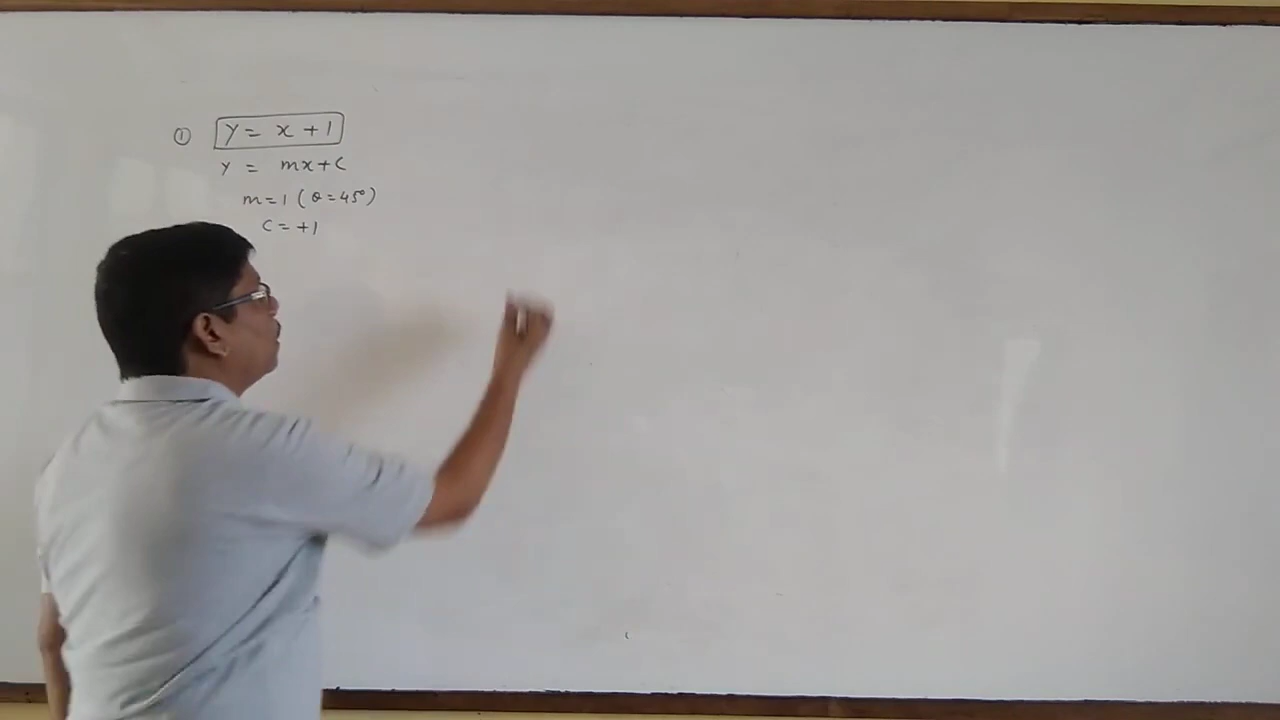 ① y = x + 1
y = mx + c
m = 1 ( θ = 45° )
c = +1